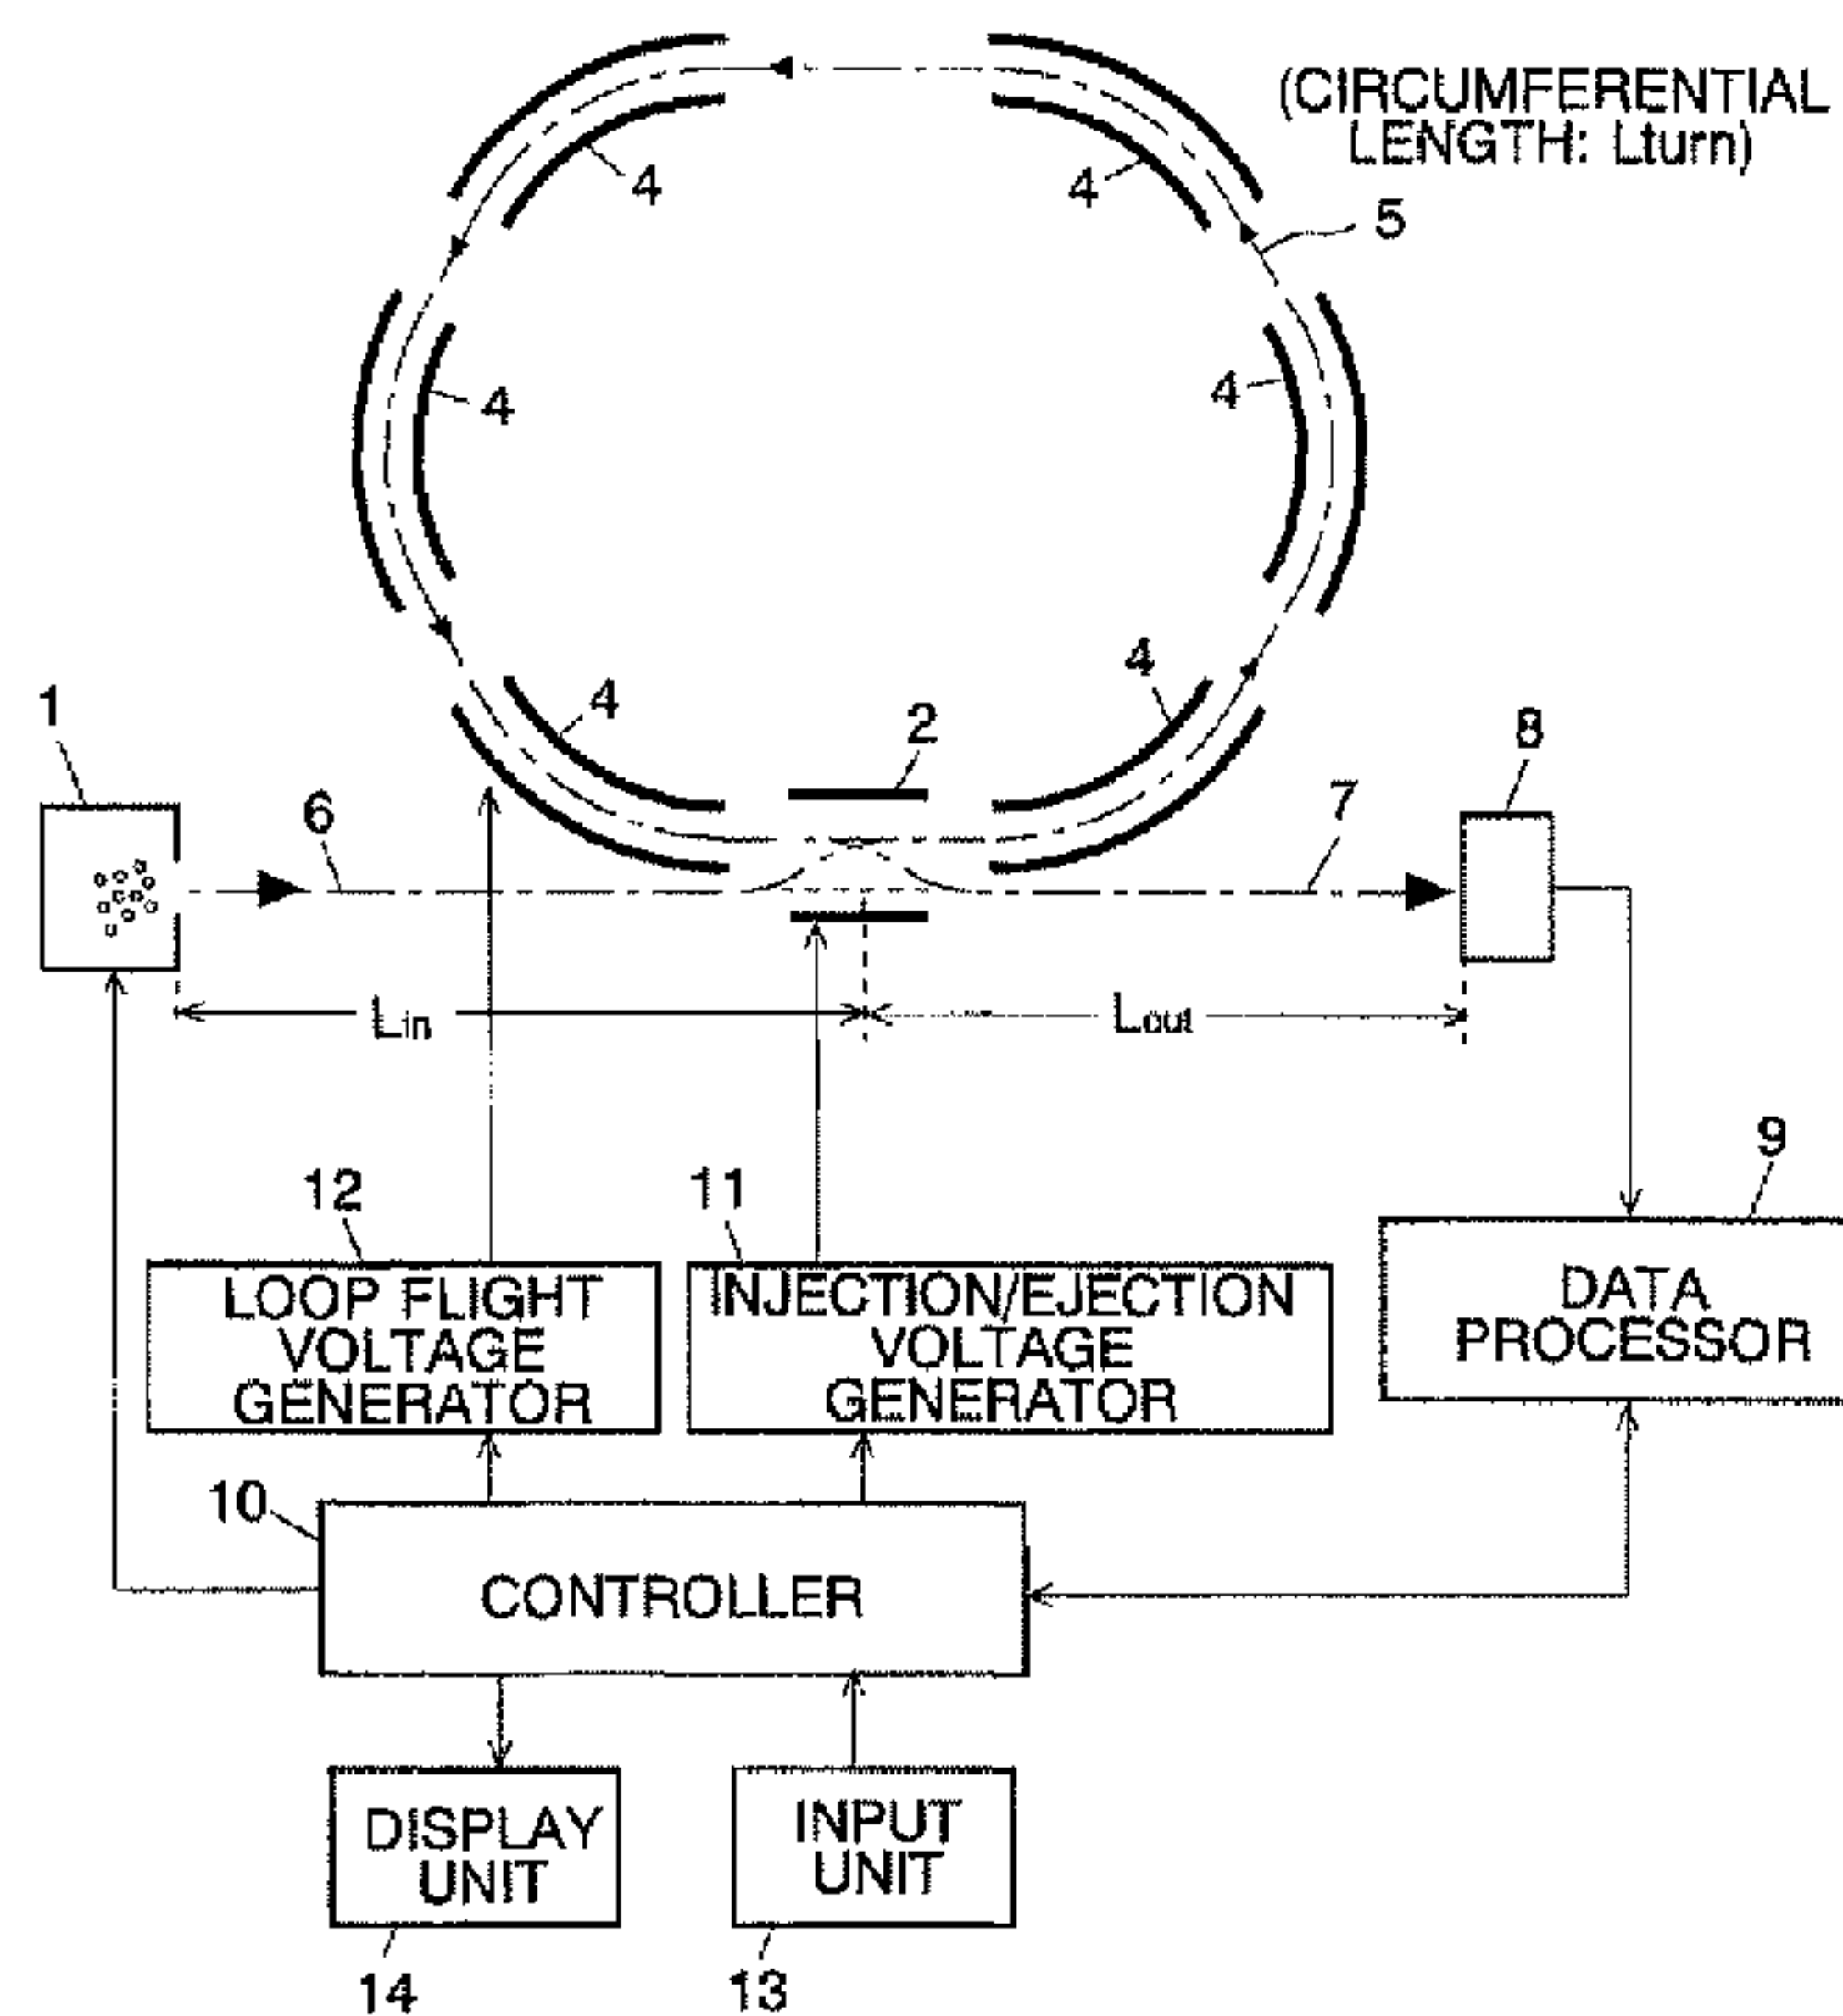 (CIRCUMFERENTIAL
LENGTH: Lturn)
4
4
5
4
4
4
4
2
1
6
7
8
Lin
Lout
12
11
9
LOOP FLIGHT
VOLTAGE
GENERATOR
INJECTION/EJECTION
VOLTAGE
GENERATOR
DATA
PROCESSOR
10
CONTROLLER
DISPLAY
UNIT
INPUT
UNIT
14
13